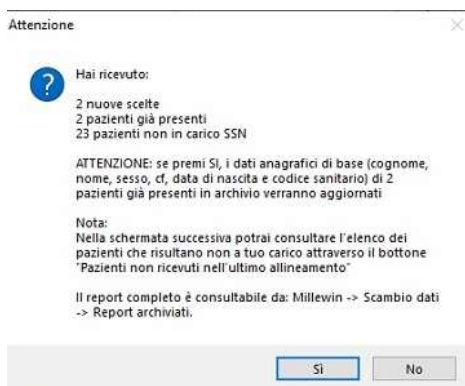 Attenzione
Hai ricevuto:
2 nuove scelte
2 pazienti già presenti
23 pazienti non in carico SSN
ATTENZIONE: se premi SI, i dati anagrafici di base (cognome,
nome, sesso, cf, data di nascita e codice sanitario) di 2
pazienti già presenti in archivio verranno aggiornati
Nota:
Nella schermata successiva potrai consultare l'elenco dei
pazienti che risultano non a tuo carico attraverso il bottone
"Pazienti non ricevuti nell'ultimo allineamento"
Il report completo è consultabile da: Millewin -> Scambio dati
-> Report archiviati.
Sì
No